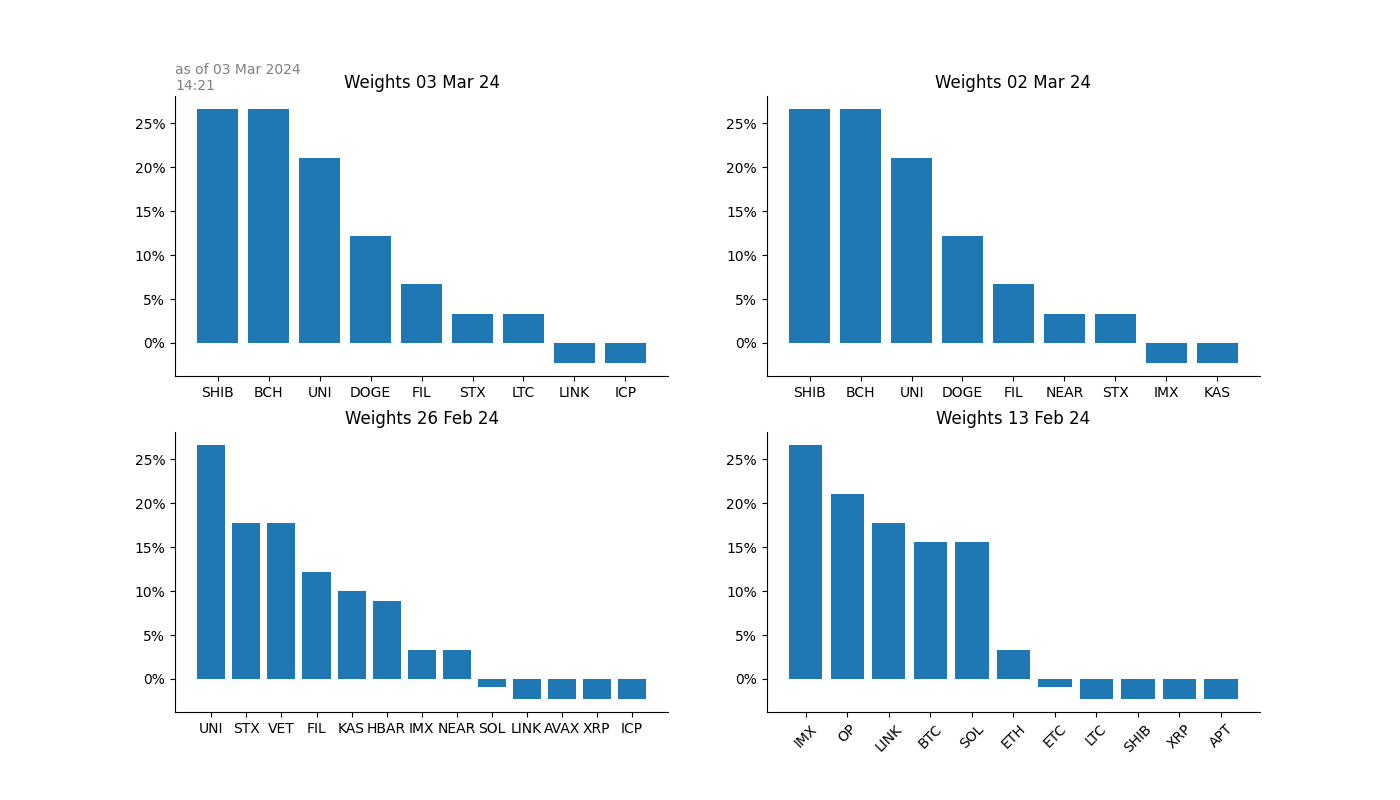 as of 03 Mar 2024
14:21
Weights 03 Mar 24
25%
20%
15%
10%
5%
0%
SHIB BCH UNI DOGE FIL STX LTC LINK ICP
Weights 02 Mar 24
25%
20%
15%
10%
5%
0%
SHIB BCH UNI DOGE FIL NEAR STX IMX KAS
Weights 26 Feb 24
25%
20%
15%
10%
5%
0%
UNI STX VET FIL KAS HBAR IMX NEAR SOL LINK AVAX XRP ICP
Weights 13 Feb 24
25%
20%
15%
10%
5%
0%
IMX OP LINK BTC SOL ETH ETC LTC SHIB XRP APT